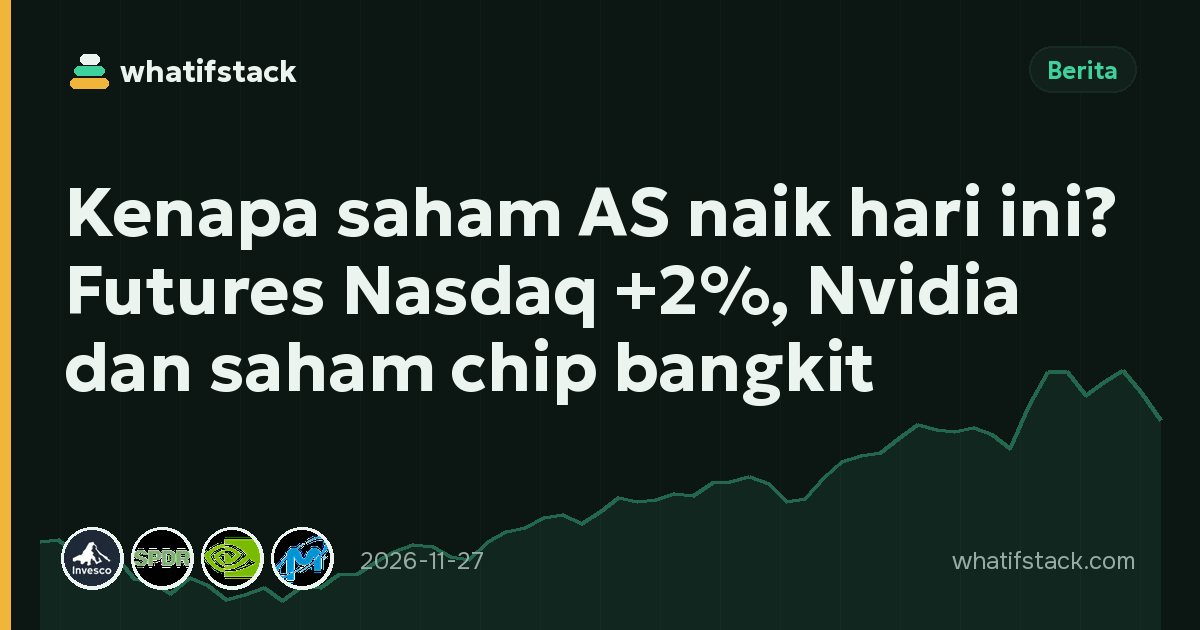 whatifstack
Berita
Kenapa saham AS naik hari ini?
Futures Nasdaq +2%, Nvidia
dan saham chip bangkit
Invesco
SPDR
2026-11-27
whatifstack.com